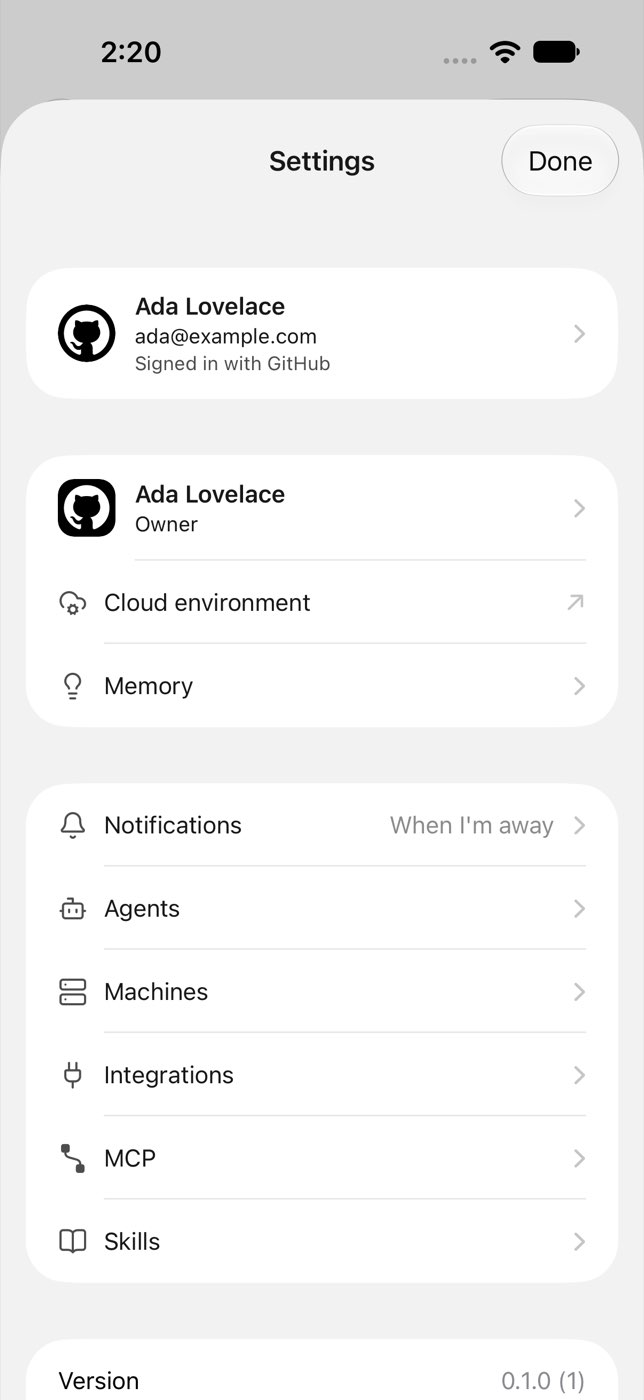 2:20
Settings
Done
Ada Lovelace
ada@example.com
Signed in with GitHub
Ada Lovelace
Owner
Cloud environment
Memory
Notifications
When I'm away
Agents
Machines
Integrations
MCP
Skills
Version
0.1.0 (1)